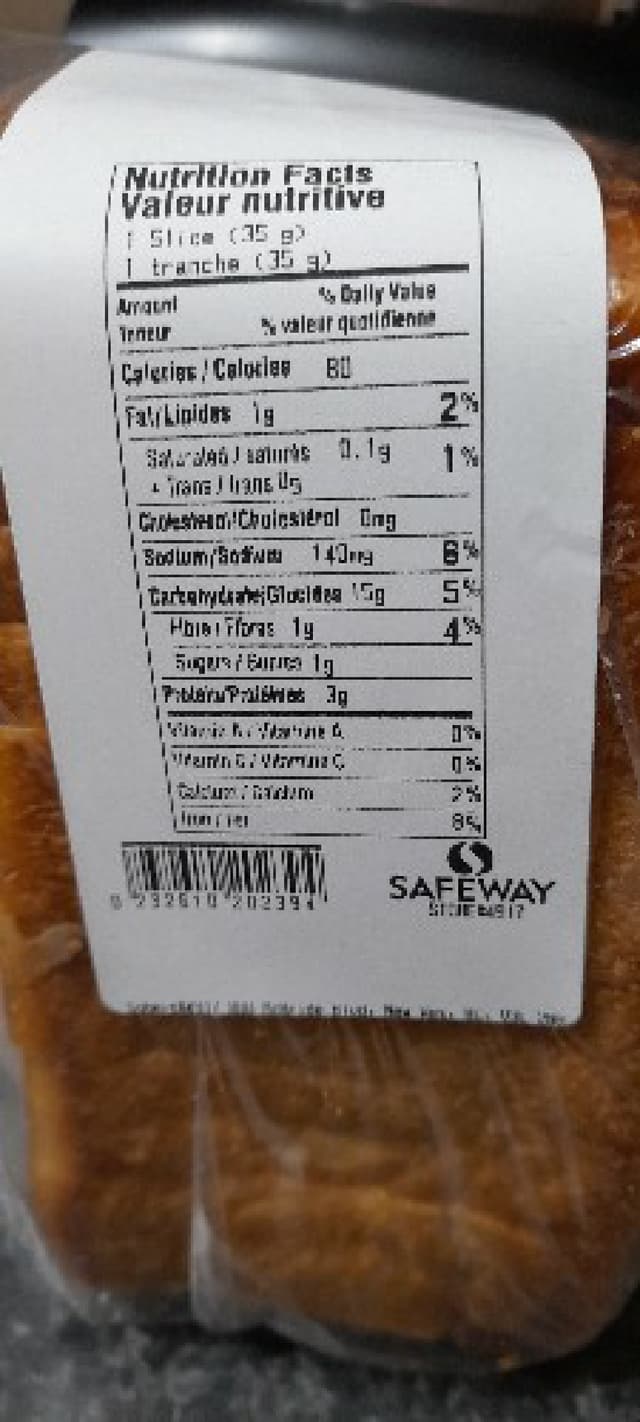 Nutrition Facts
Valeur nutritive
1 Slice (35 g)
1 tranche (35 g)
Amount % Daily Value
Teneur % valeur quotidienne
Calories / Calories 80
Fat / Lipides 1g 2%
Saturated / saturés 0.1g 1%
+ Trans / trans 0g
Cholesterol/Cholestérol 0mg
Sodium/Sodium 140mg 6%
Carbohydrate/Glucides 15g 5%
Fibre / Fibres 1g 4%
Sugars / Sucres 1g
Protein/Protéines 3g
Vitamin A / Vitamine A 0%
Vitamin C / Vitamine C 0%
Calcium / Calcium 2%
Iron / Fer 8%
SAFEWAY